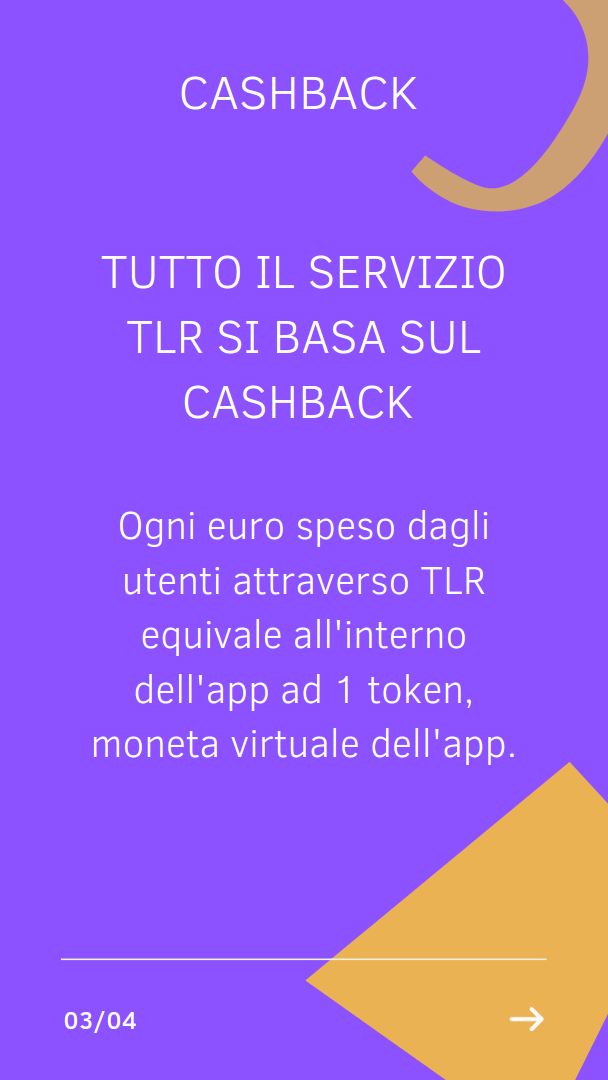 CASHBACK
TUTTO IL SERVIZIO
TLR SI BASA SUL
CASHBACK
Ogni euro speso dagli
utenti attraverso TLR
equivale all'interno
dell'app ad 1 token,
moneta virtuale dell'app.
03/04